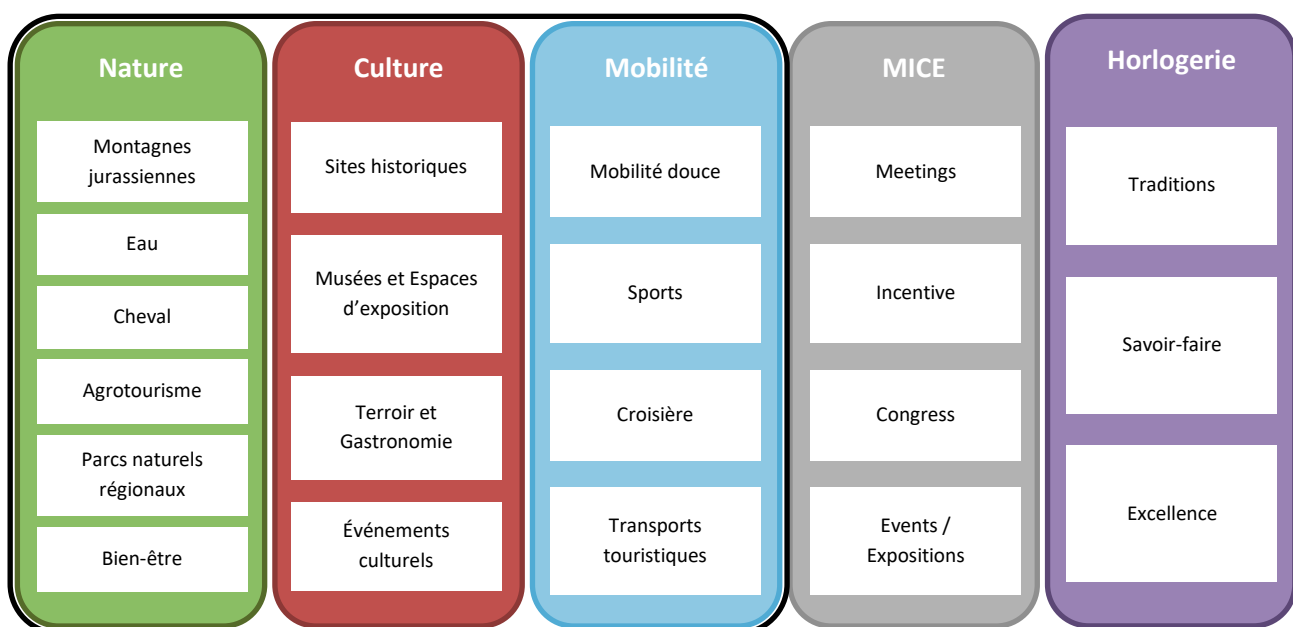 Nature
Montagnes
jurassiennes
Eau
Cheval
Agrotourisme
Parcs naturels
régionaux
Bien-être
Culture
Sites historiques
Musées et Espaces
d’exposition
Terroir et
Gastronomie
Événements
culturels
Mobilité
Mobilité douce
Sports
Croisière
Transports
touristiques
MICE
Meetings
Incentive
Congress
Events /
Expositions
Horlogerie
Traditions
Savoir-faire
Excellence